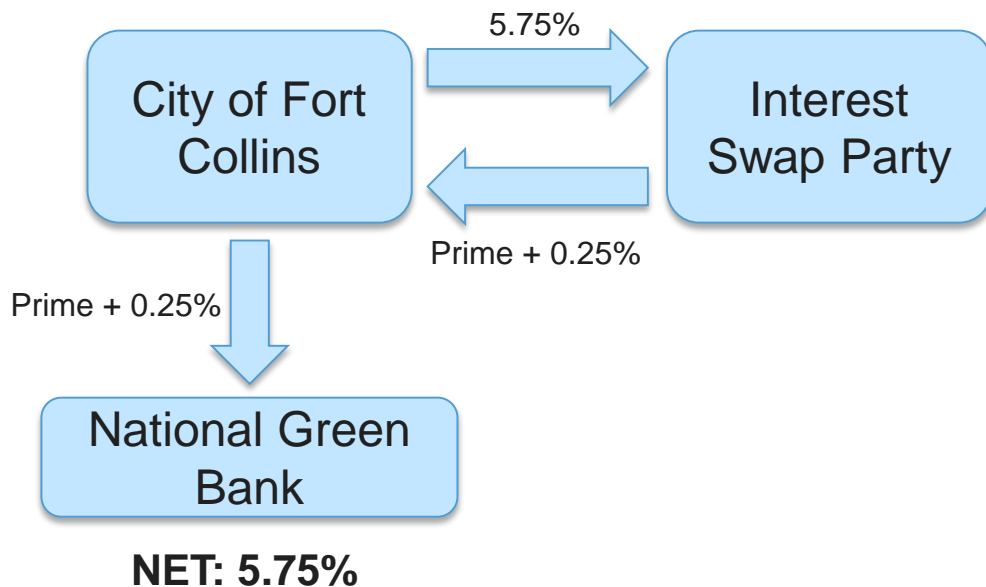 5.75%
City of Fort
Collins
Interest
Swap Party
Prime + 0.25%
Prime + 0.25%
National Green
Bank
NET: 5.75%